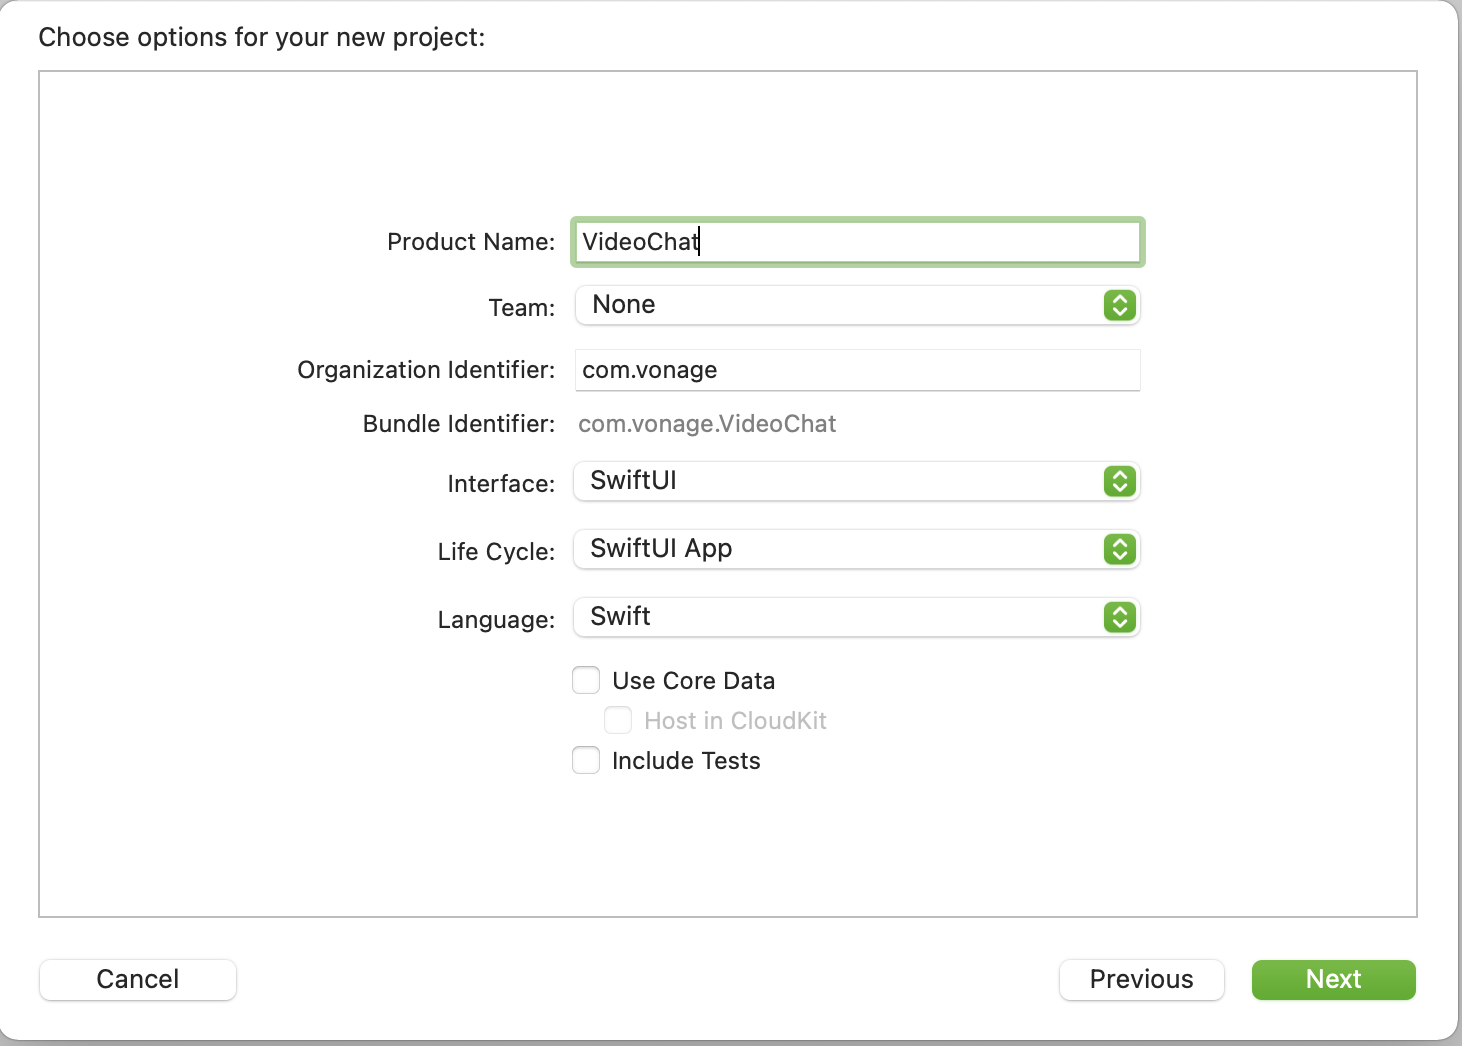 Choose options for your new project:
Product Name: VideoChat
Team: None
Organization Identifier: com.vonage
Bundle Identifier: com.vonage.VideoChat
Interface: SwiftUI
Life Cycle: SwiftUI App
Language: Swift
Use Core Data
Host in CloudKit
Include Tests
Cancel Previous Next